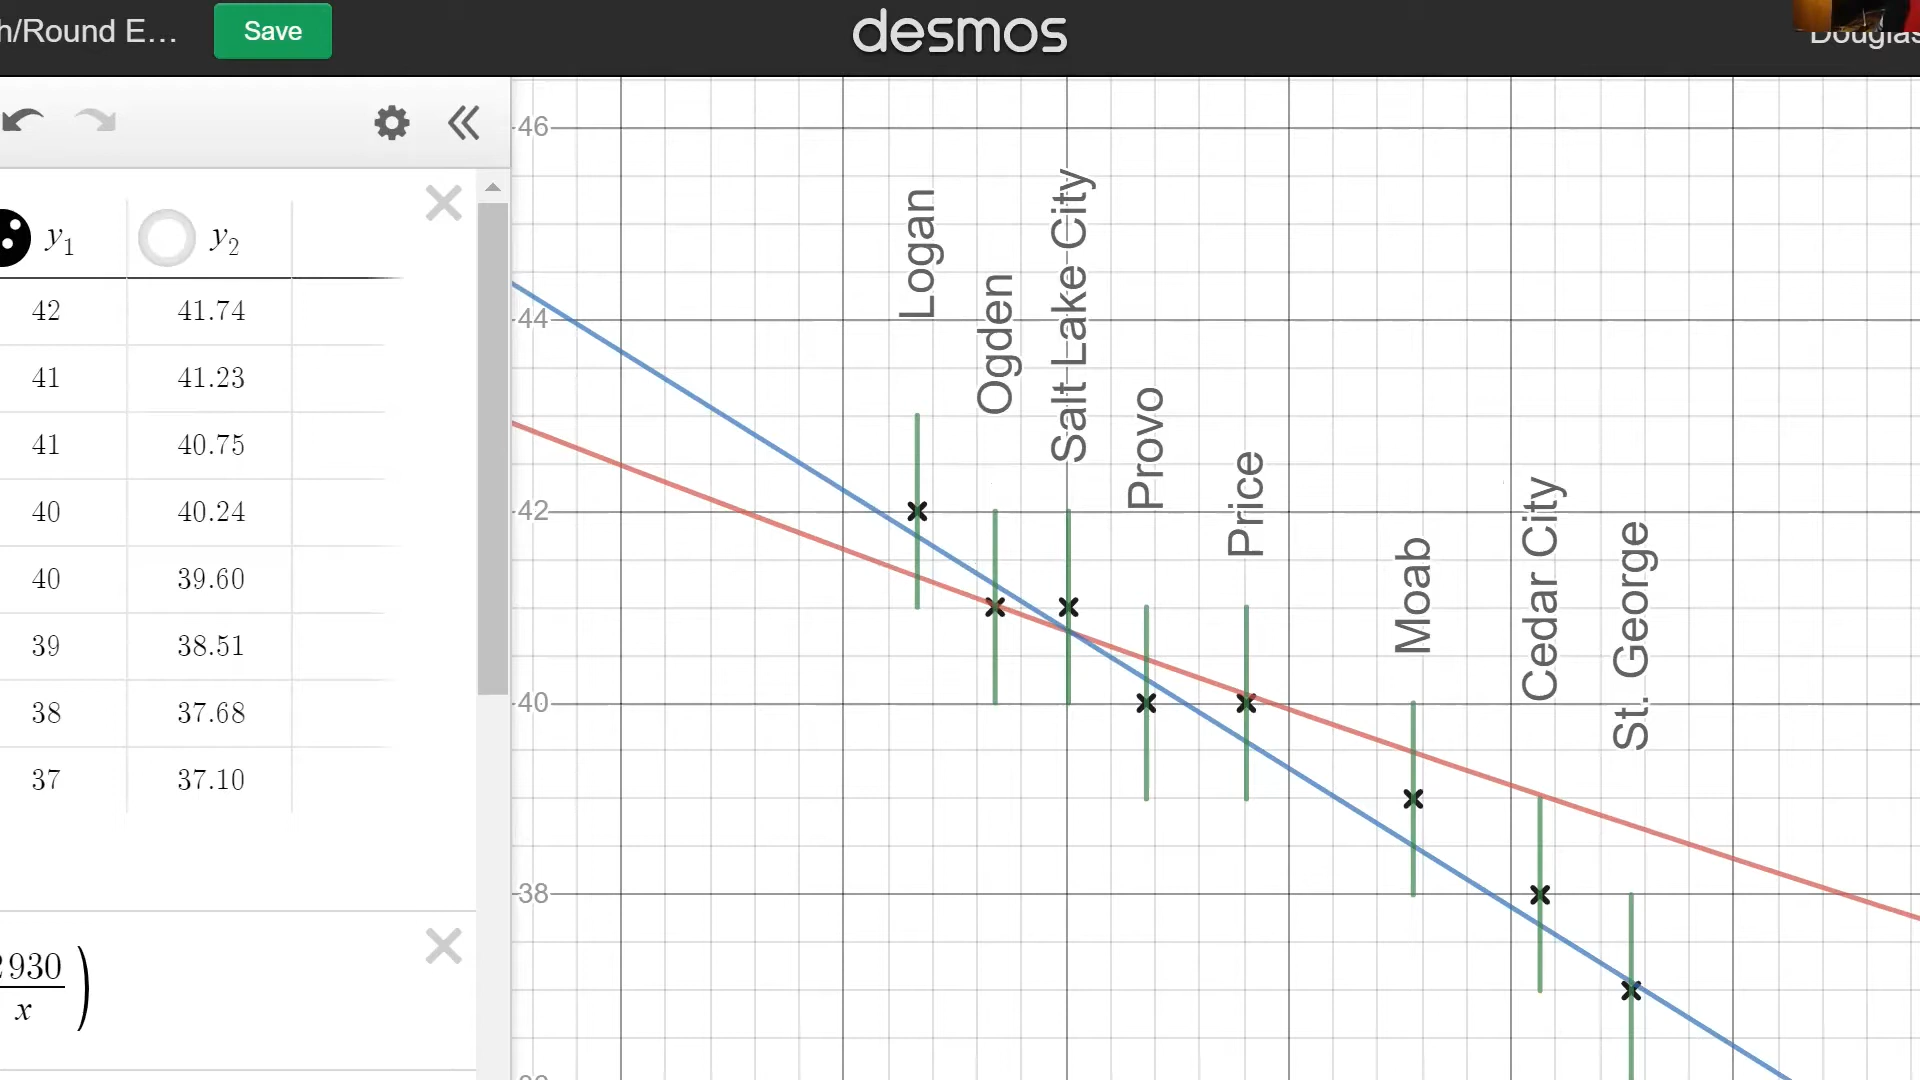 h/Round E...
Save
desmos
Douglas
y1
y2
42 41.74
41 41.23
41 40.75
40 40.24
40 39.60
39 38.51
38 37.68
37 37.10
2930
x
)
46
44
42
40
38
Logan
Ogden
Salt Lake City
Provo
Price
Moab
Cedar City
St. George